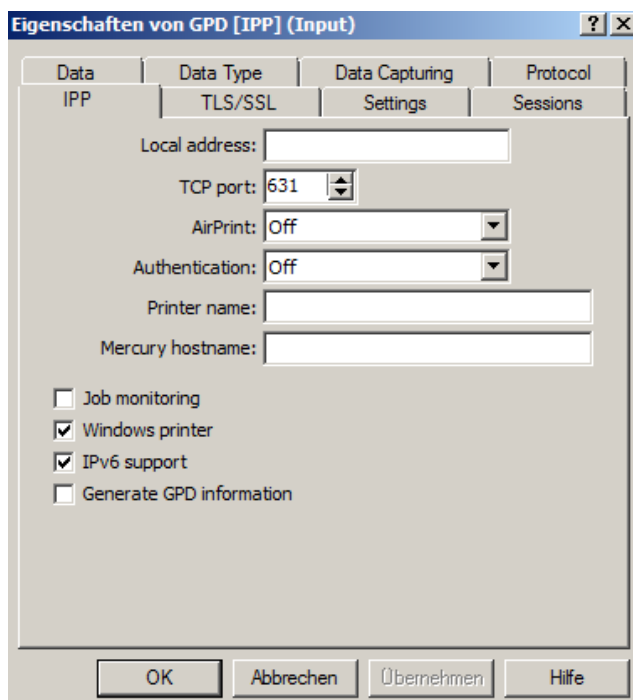 Eigenschaften von GPD [IPP] (Input)
Data Data Type Data Capturing Protocol
IPP TLS/SSL Settings Sessions
Local address:
TCP port: 631
AirPrint: Off
Authentication: Off
Printer name:
Mercury hostname:
Job monitoring
Windows printer
IPv6 support
Generate GPD information
OK Abbrechen Übernehmen Hilfe